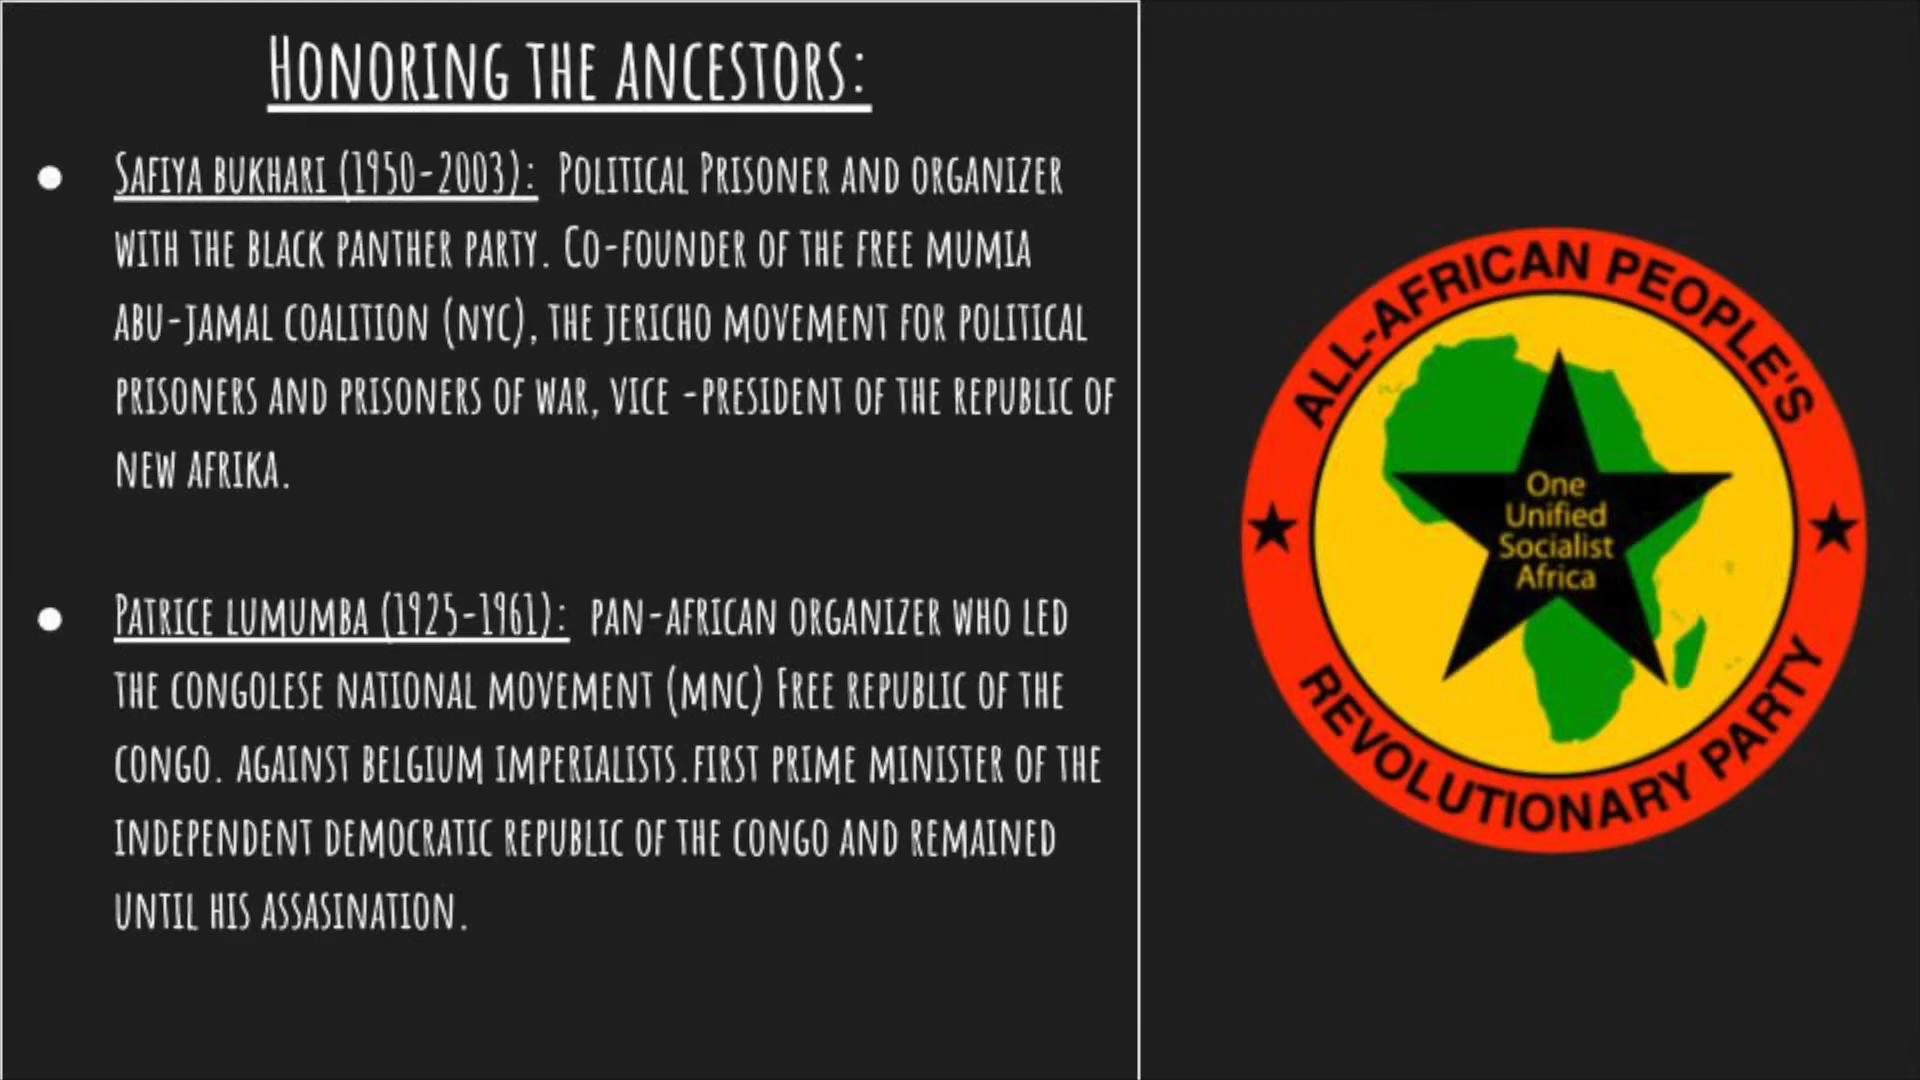 Honoring the ancestors:
Safiya bukhari (1950-2003): Political Prisoner and organizer
with the black panther party. Co-founder of the free mumia
abu-jamal coalition (nyc), the jericho movement for political
prisoners and prisoners of war, vice -president of the republic of
new afrika.
Patrice lumumba (1925-1961): pan-african organizer who led
the congolese national movement (mnc) Free republic of the
congo. against belgium imperialists.first prime minister of the
independent democratic republic of the congo and remained
until his assasination.
ALL-AFRICAN PEOPLE'S
One
Unified
Socialist
Africa
REVOLUTIONARY PARTY